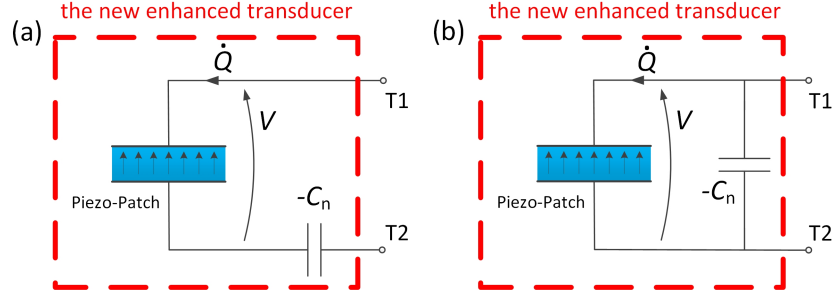 the new enhanced transducer
(a)
Q̇
T1
V
Piezo-Patch
-Cn
T2
the new enhanced transducer
(b)
Q̇
T1
V
Piezo-Patch
-Cn
T2